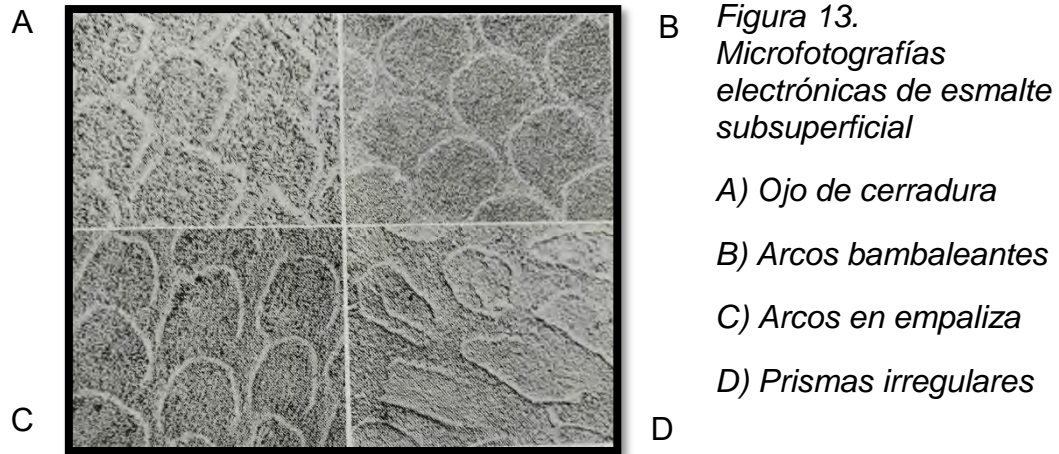 A
B
Figura 13.
Microfotografías
electrónicas de esmalte
subsuperficial
A) Ojo de cerradura
B) Arcos bambaleantes
C) Arcos en empaliza
D) Prismas irregulares
C
D